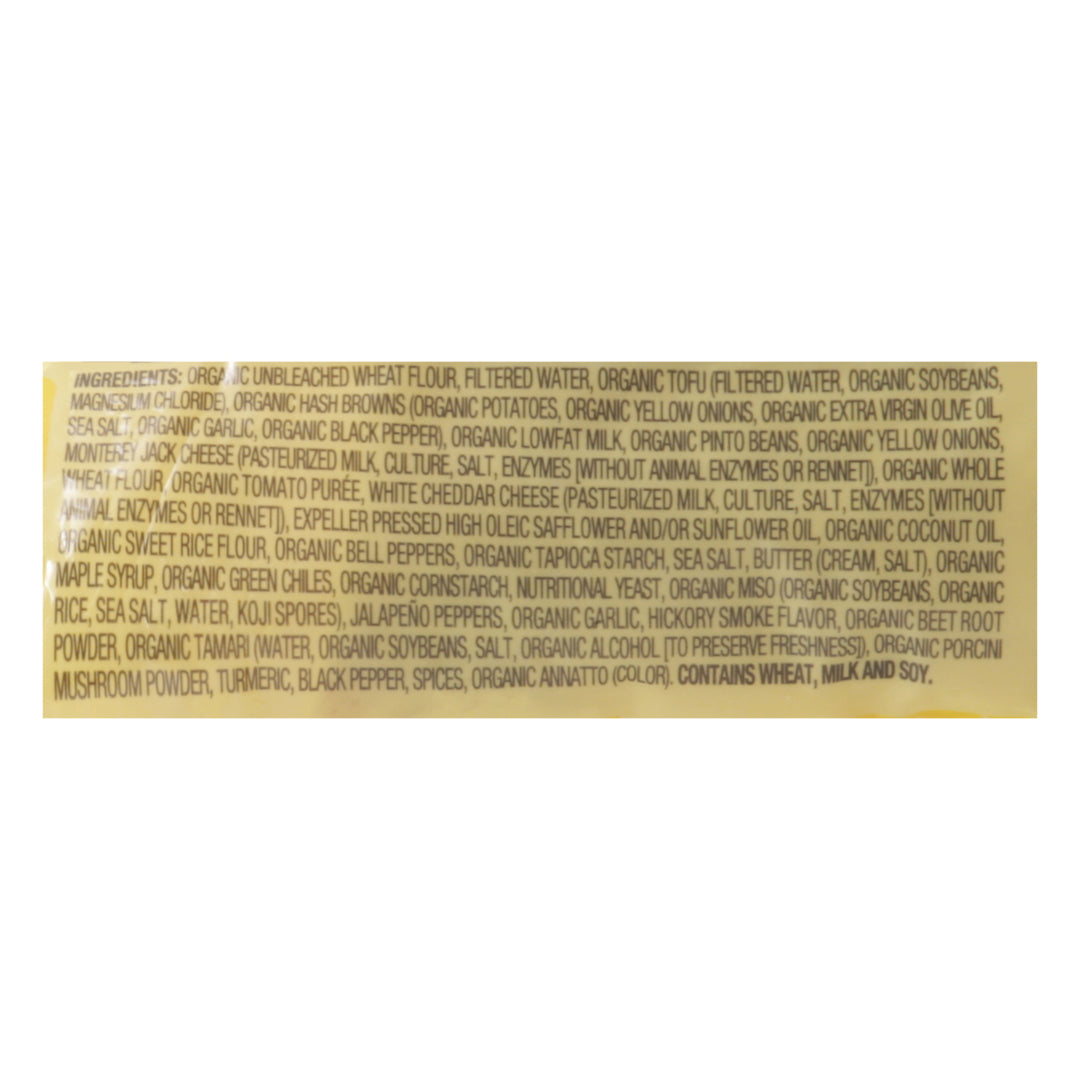 INGREDIENTS: ORGANIC UNBLEACHED WHEAT FLOUR, FILTERED WATER, ORGANIC TOFU (FILTERED WATER, ORGANIC SOYBEANS,
MAGNESIUM CHLORIDE), ORGANIC HASH BROWNS (ORGANIC POTATOES, ORGANIC YELLOW ONIONS, ORGANIC EXTRA VIRGIN OLIVE OIL,
SEA SALT, ORGANIC GARLIC, ORGANIC BLACK PEPPER), ORGANIC LOWFAT MILK, ORGANIC PINTO BEANS, ORGANIC YELLOW ONIONS,
MONTEREY JACK CHEESE (PASTEURIZED MILK, CULTURE, SALT, ENZYMES [WITHOUT ANIMAL ENZYMES OR RENNET]), ORGANIC WHOLE
WHEAT FLOUR, ORGANIC TOMATO PURÉE, WHITE CHEDDAR CHEESE (PASTEURIZED MILK, CULTURE, SALT, ENZYMES [WITHOUT
ANIMAL ENZYMES OR RENNET]), EXPELLER PRESSED HIGH OLEIC SAFFLOWER AND/OR SUNFLOWER OIL, ORGANIC COCONUT OIL,
ORGANIC SWEET RICE FLOUR, ORGANIC BELL PEPPERS, ORGANIC TAPIOCA STARCH, SEA SALT, BUTTER (CREAM, SALT), ORGANIC
MAPLE SYRUP, ORGANIC GREEN CHILES, ORGANIC CORNSTARCH, NUTRITIONAL YEAST, ORGANIC MISO (ORGANIC SOYBEANS, ORGANIC
RICE, SEA SALT, WATER, KOJI SPORES), JALAPEÑO PEPPERS, ORGANIC GARLIC, HICKORY SMOKE FLAVOR, ORGANIC BEET ROOT
POWDER, ORGANIC TAMARI (WATER, ORGANIC SOYBEANS, SALT, ORGANIC ALCOHOL [TO PRESERVE FRESHNESS]), ORGANIC PORCINI
MUSHROOM POWDER, TURMERIC, BLACK PEPPER, SPICES, ORGANIC ANNATTO (COLOR). CONTAINS WHEAT, MILK AND SOY.